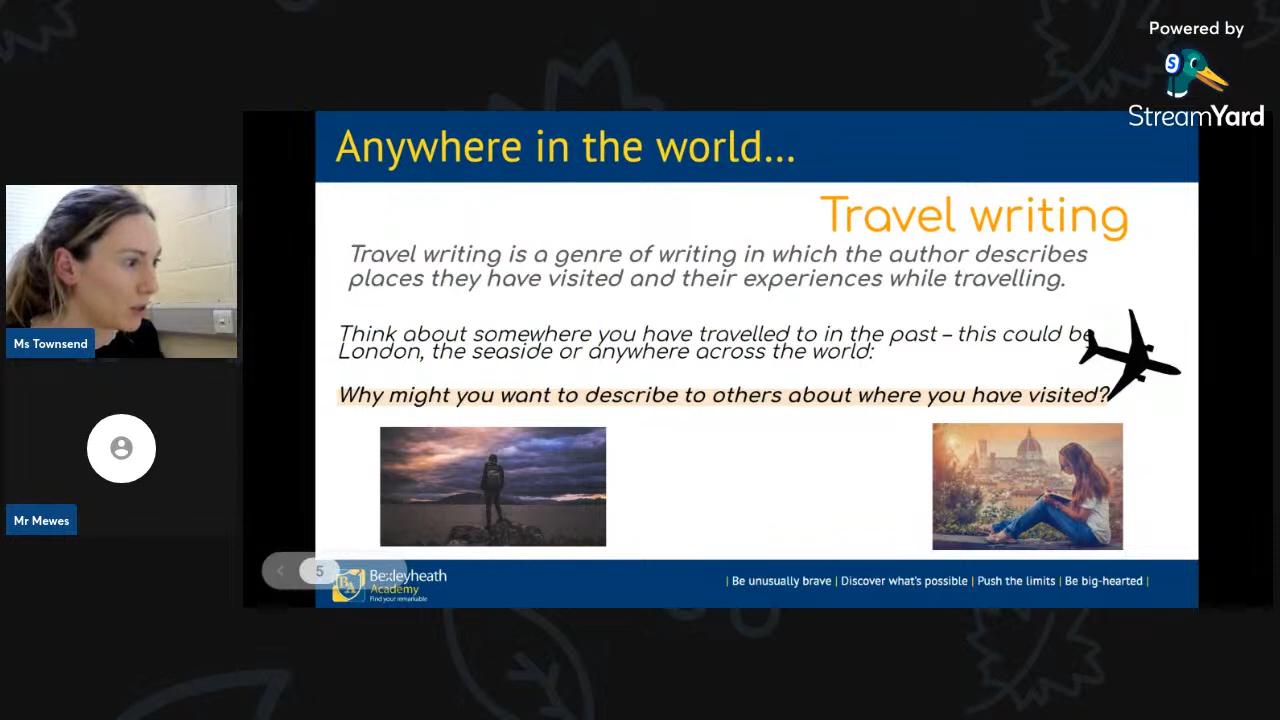 Powered by
StreamYard
Anywhere in the world...
Travel writing
Travel writing is a genre of writing in which the author describes
places they have visited and their experiences while travelling.
Think about somewhere you have travelled to in the past – this could be
London, the seaside or anywhere across the world:
Why might you want to describe to others about where you have visited?
Ms Townsend
Mr Mewes
5
BA
Bexleyheath
Academy
Find your remarkable
| Be unusually brave | Discover what's possible | Push the limits | Be big-hearted |